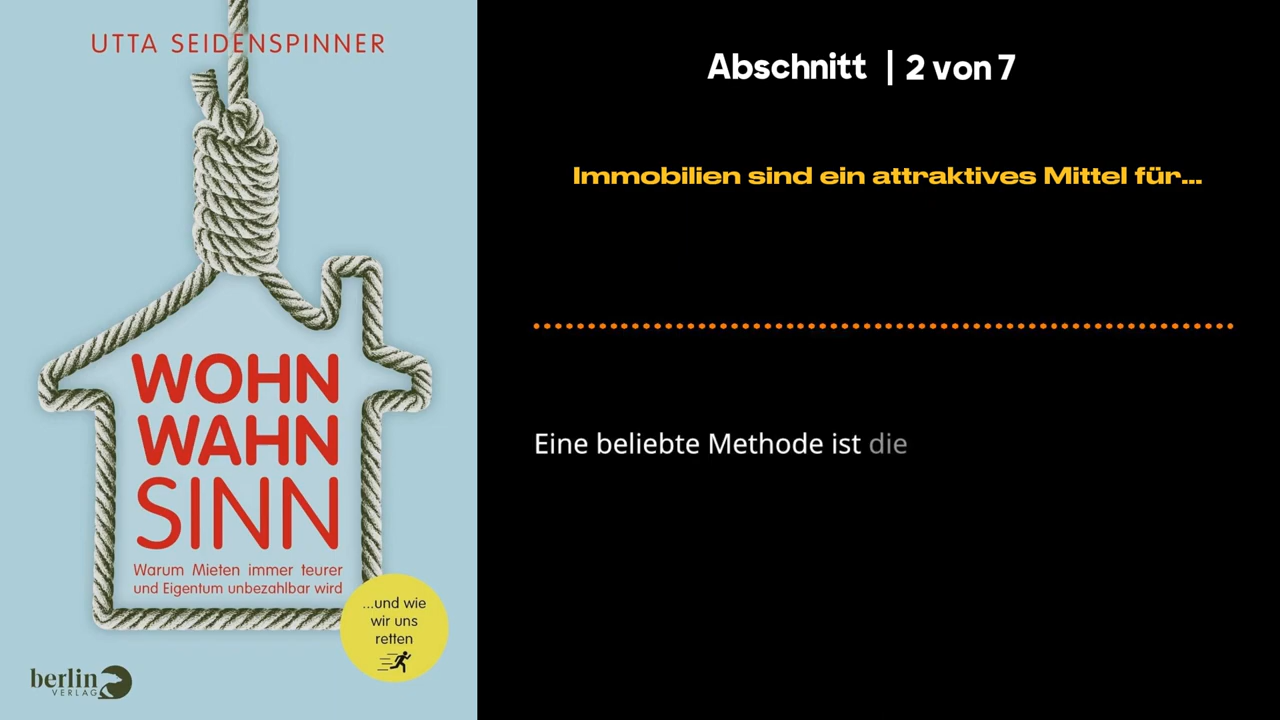 UTTA SEIDENSPINNER
WOHN
WAHN
SINN
Warum Mieten immer teurer
und Eigentum unbezahlbar wird
...und wie
wir uns
retten
berlin
VERLAG
Abschnitt | 2 von 7
Immobilien sind ein attraktives Mittel für...
Eine beliebte Methode ist die